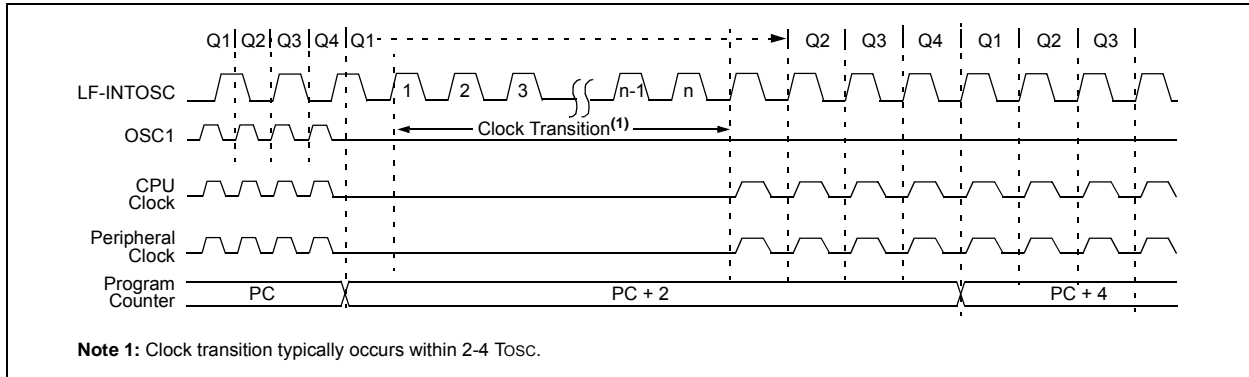 Q1 Q2 Q3 Q4 Q1 Q2 Q3 Q4 Q1 Q2 Q3
LF-INTOSC 1 2 3 n-1 n
OSC1 Clock Transition(1)
CPU
Clock
Peripheral
Clock
Program
Counter PC PC + 2 PC + 4
Note 1: Clock transition typically occurs within 2-4 TOSC.